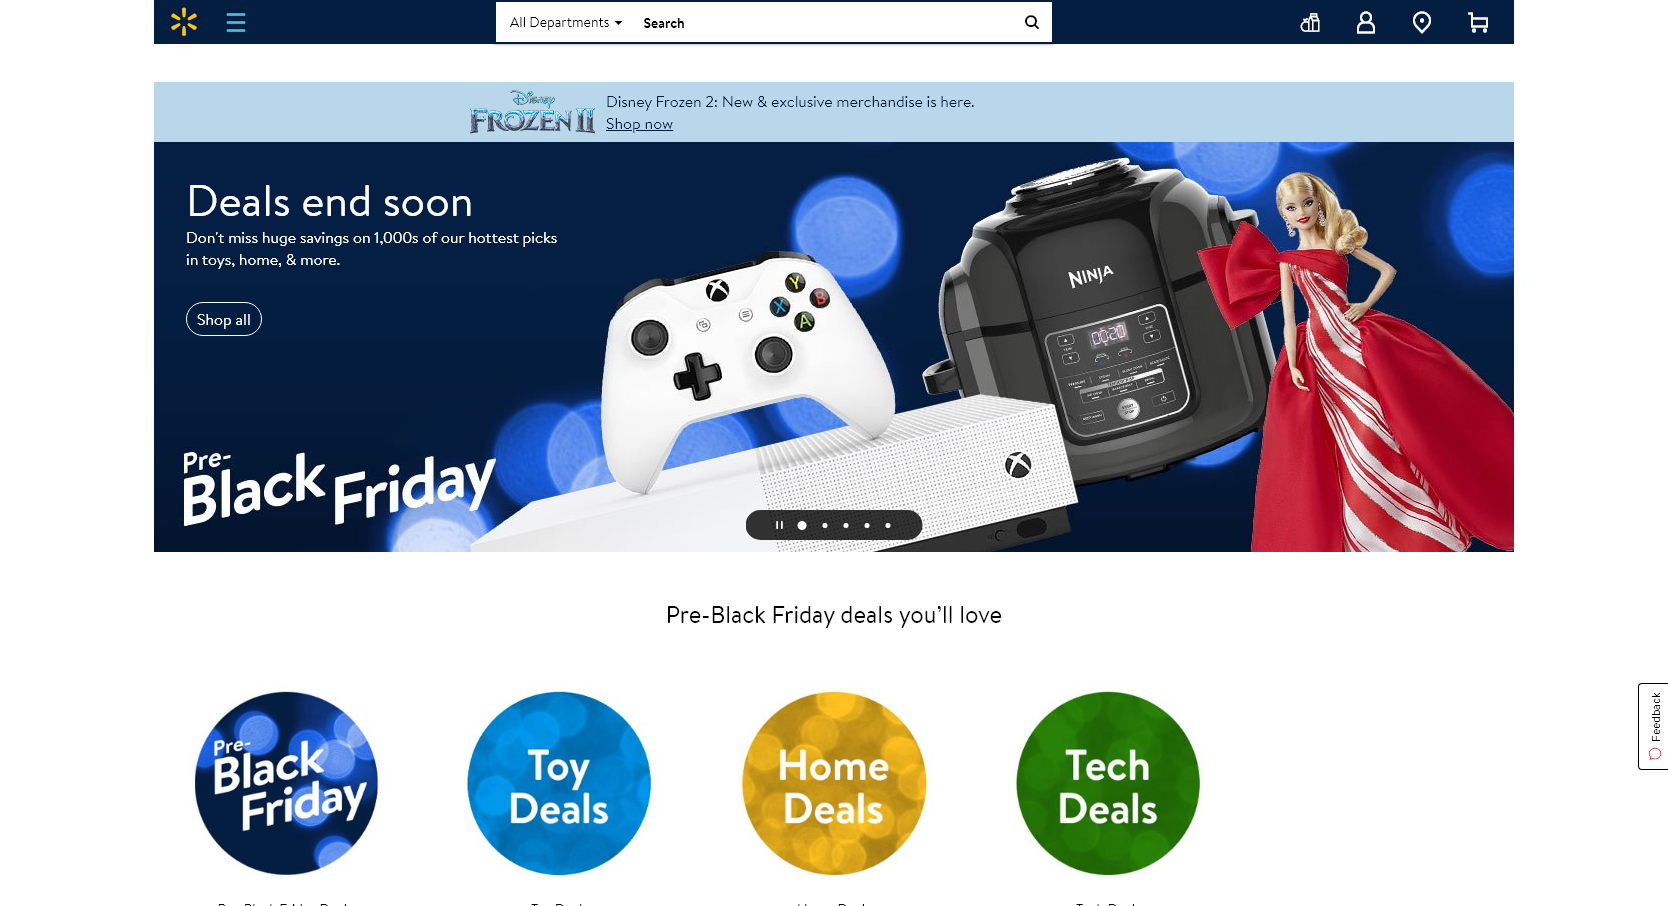 All Departments
Search
Disney
FROZEN II
Disney Frozen 2: New & exclusive merchandise is here.
Shop now
Deals end soon
Don't miss huge savings on 1,000s of our hottest picks
in toys, home, & more.
Shop all
Y
X
B
A
NINJA
00:20
Pre-
Black Friday
Pre-Black Friday deals you’ll love
Pre-
Black
Friday
Toy
Deals
Home
Deals
Tech
Deals
Feedback